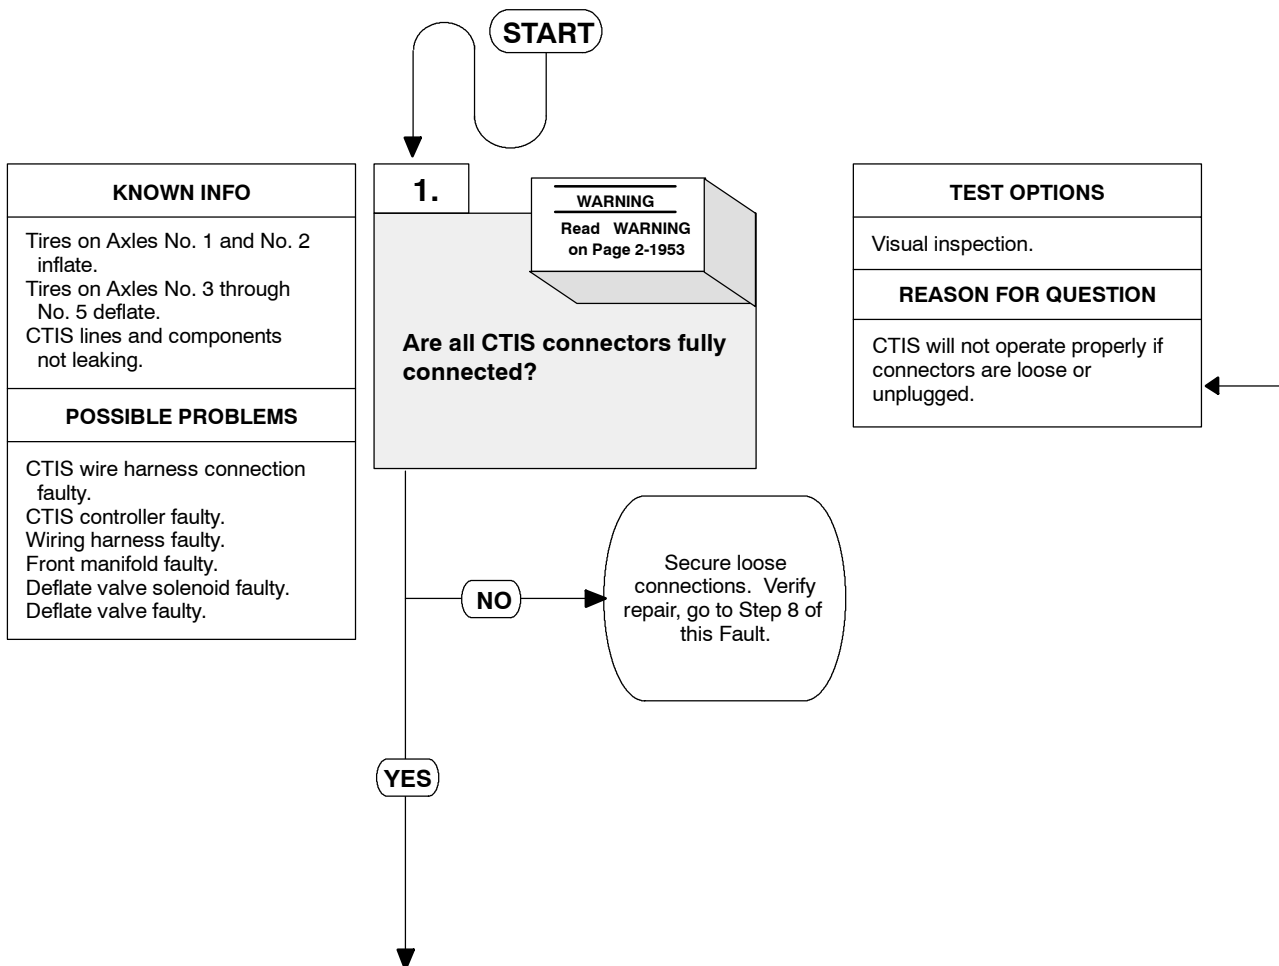 START
KNOWN INFO
Tires on Axles No. 1 and No. 2
inflate.
Tires on Axles No. 3 through
No. 5 deflate.
CTIS lines and components
not leaking.
POSSIBLE PROBLEMS
CTIS wire harness connection
faulty.
CTIS controller faulty.
Wiring harness faulty.
Front manifold faulty.
Deflate valve solenoid faulty.
Deflate valve faulty.
1.
WARNING
Read WARNING
on Page 2-1953
Are all CTIS connectors fully
connected?
TEST OPTIONS
Visual inspection.
REASON FOR QUESTION
CTIS will not operate properly if
connectors are loose or
unplugged.
NO
Secure loose
connections. Verify
repair, go to Step 8 of
this Fault.
YES